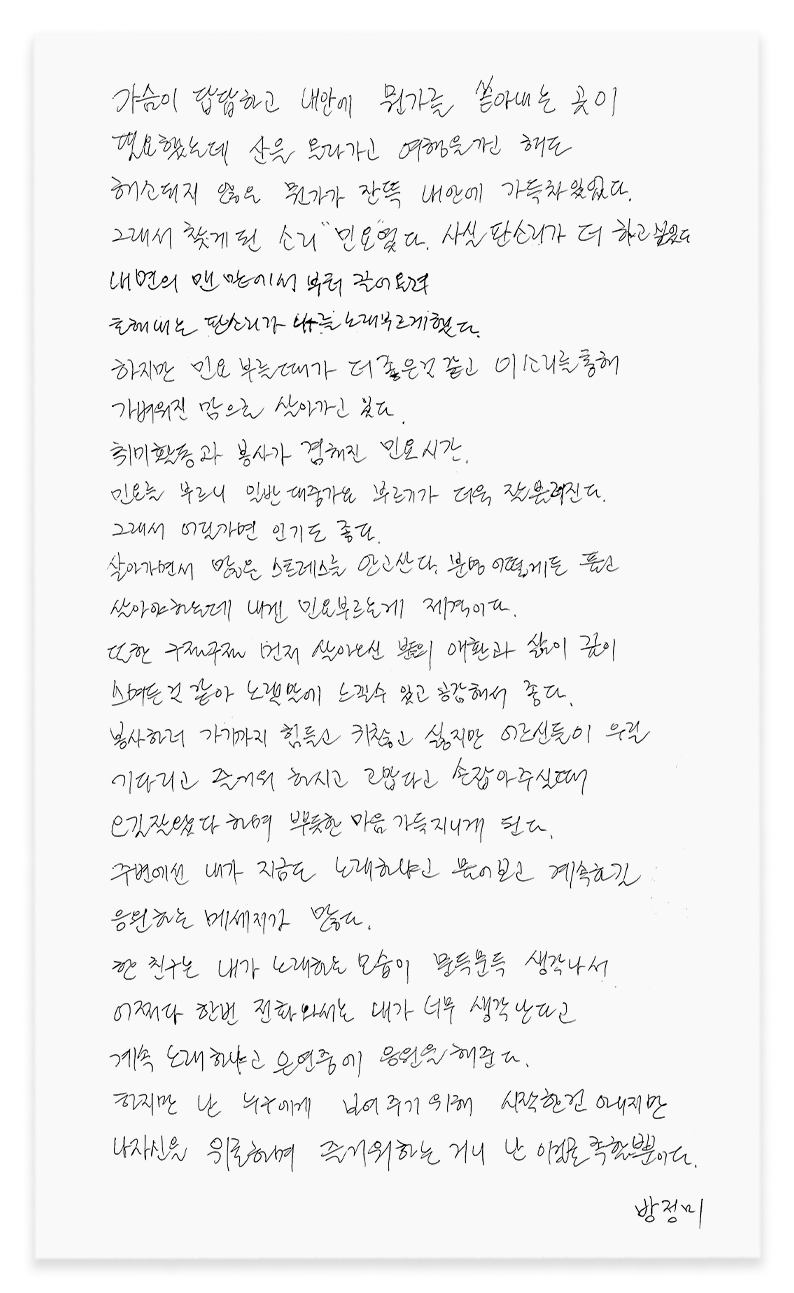 가슴이 답답하고 내안에 뭔가를 쏟아내는 곳이
필요했는데 산을 올라가고 여행을간 해도
해소되지 않은 뭔가가 잔뜩 내안에 가득차있었다.
그래서 찾게된 소리 "민요"였다. 사실 판소리가 더 하고싶었다
내면의 맨 밑에서 부터 끌어올려
토해내는 판소리가 나를 노래부르게했다.
하지만 민요 부를때가 더 좋은것 같고 이소리를통해
가벼워진 맘으로 살아가고 있다.
취미활동과 봉사가 겸해진 민요시간.
민요를 부르니 일반대중가요 부르기가 더욱 잘불러진다.
그래서 어딜가면 인기도 좋다.
살아가면서 많은 스트레스를 안고산다. 분명 어떻게든 풀고
살아야하는데 내겐 민요부르는게 제격이다.
또한 구절구절 먼저 살아오신 분들의 애환과 삶이 깊이
스며든것 같아 노랫말에 느낄수 있고 공감해서 좋다.
봉사하러 가기까지 힘들고 지칠고 싫지만 어르신들이 우릴
기다리고 즐거워 하시고 고맙다고 손잡아주실때
오길잘했다 하며 뿌듯한 마음 가득지니게 된다.
주변에선 내가 지금도 노래하냐고 물어보고 계속하길
응원하는 메세지가 많다.
한 친구는 내가 노래하는 모습이 문득문득 생각나서
어쩌다 한번 전화와서는 내가 너무 생각난다고
계속 노래하냐고 은연중에 응원을 해준다.
하지만 난 누구에게 보여주기위해 시작한건 아니지만
나자신을 위로하며 즐거워하는 거니 난 만족할뿐이다.
방정미